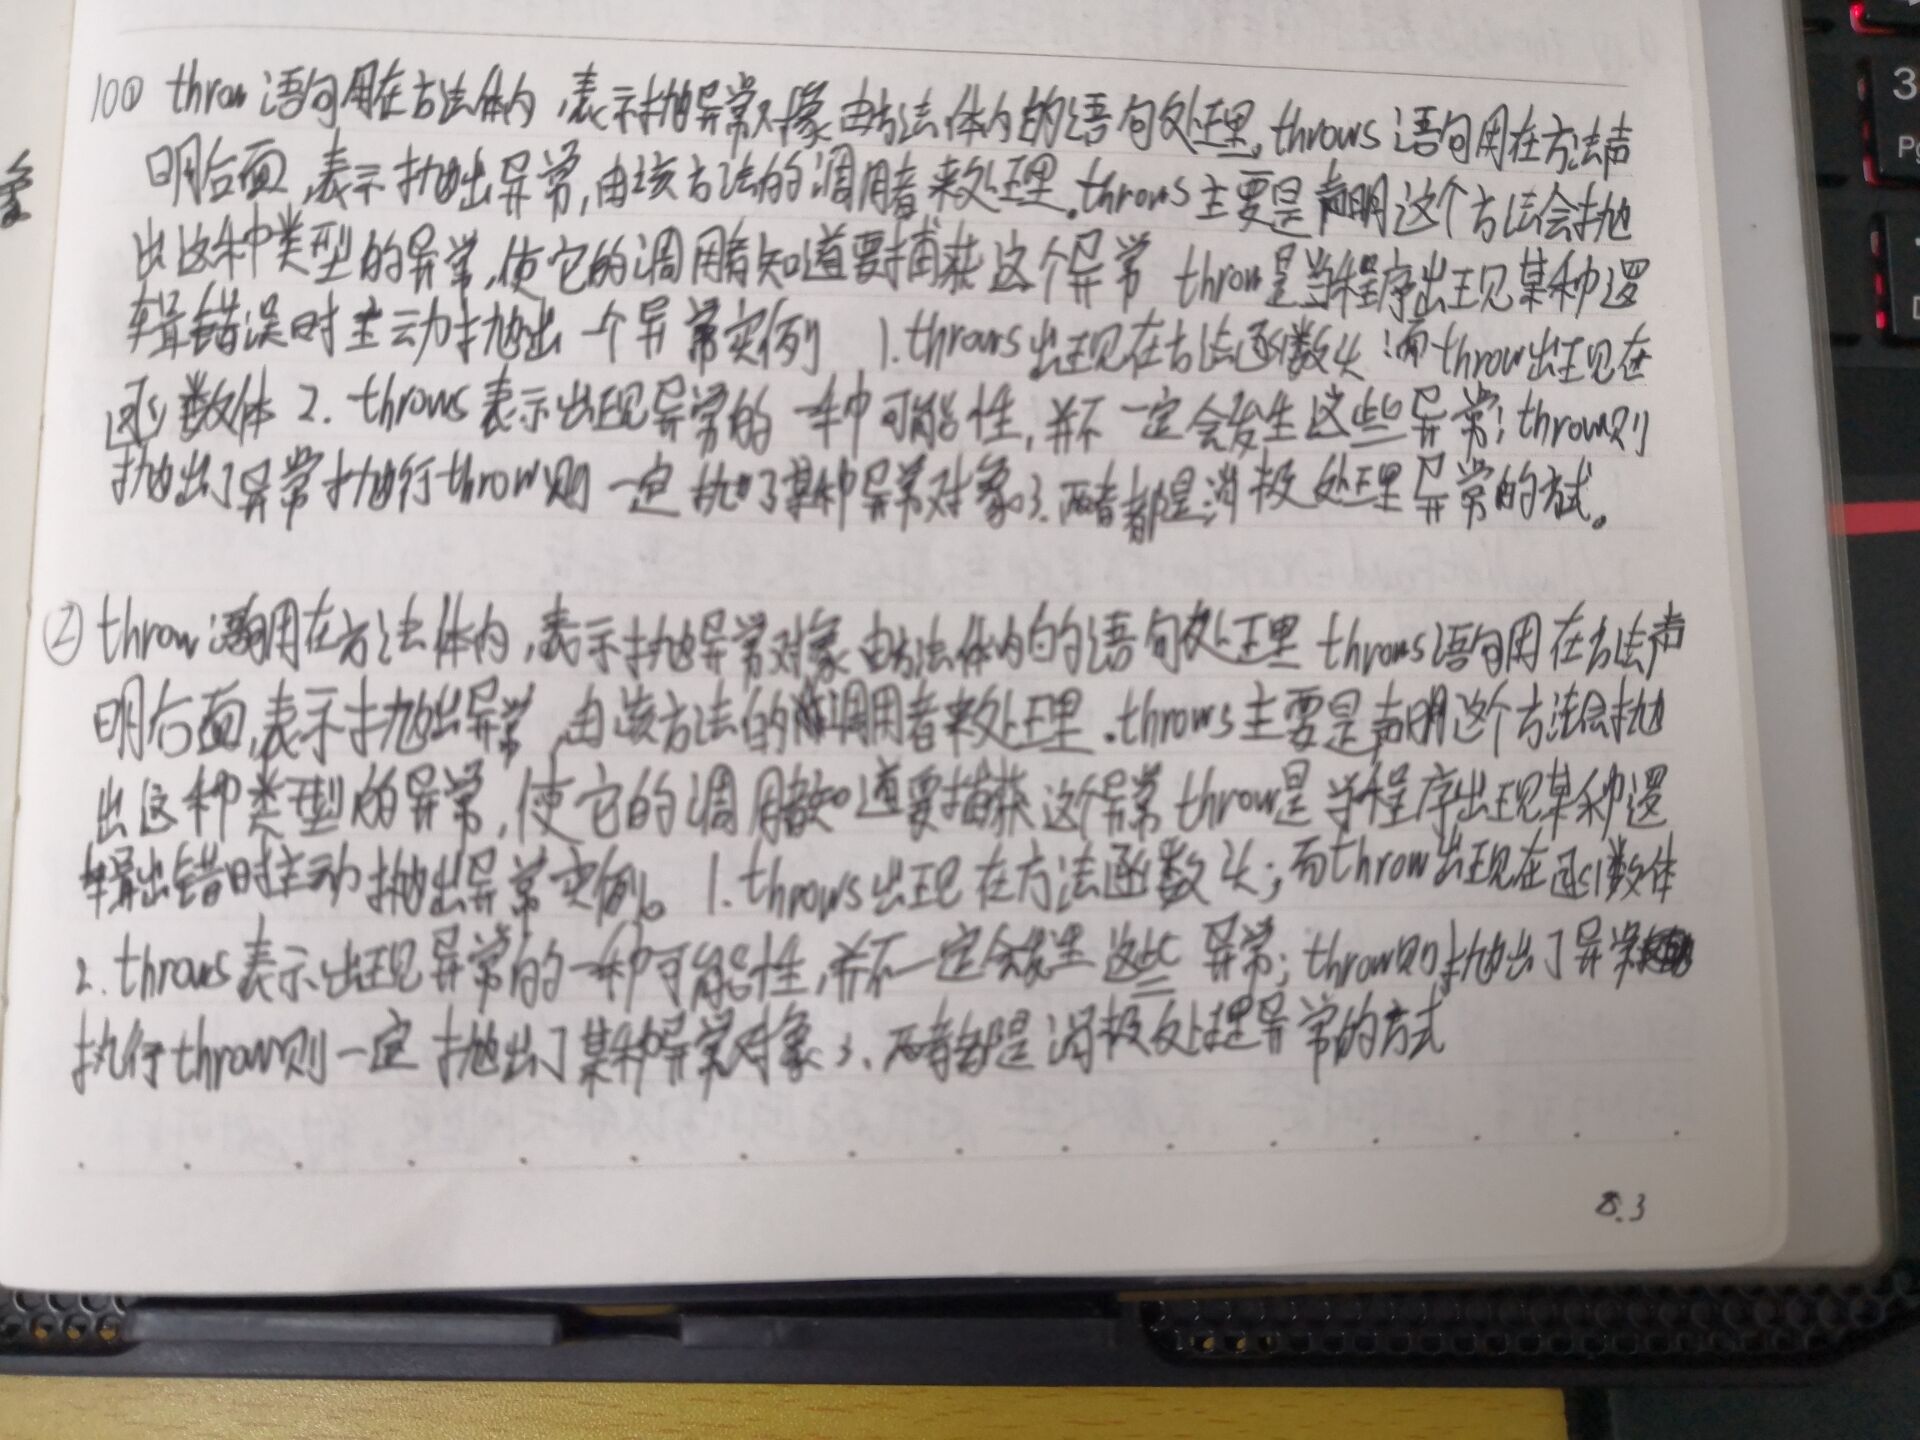 10① throw语句用在方法体内,表示抛异常对象由方法体内的语句处理,throws语句用在方法声
明后面,表示抛出异常,由该方法的调用者来处理.throws主要是声明这个方法会抛
出这种类型的异常,使它的调用者知道要捕获这个异常 throw是当程序出现某种逻
辑错误时主动抛出一个异常实例 1.throws出现在方法函数头;而throw出现在
函数体 2.throws表示出现异常的一种可能性,并不一定会发生这些异常;throw则
抛出了异常执行throw则一定抛了某种异常对象3.两者都是消极处理异常的方式。
② throw语句用在方法体内,表示抛异常对象由方法体内的语句处理 throws语句用在方法声
明后面,表示抛出异常,由该方法的调用者来处理.throws主要是声明这个方法会抛
出这种类型的异常,使它的调用者知道要捕获这个异常throw是当程序出现某种逻
辑出错时主动抛出异常实例。1.throws出现在方法函数头;而throw出现在函数体
2.throws表示出现异常的一种可能性,并不一定会发生这些异常;throw则抛出了异常
执行throw则一定抛出了某种异常对象3.两者都是消极处理异常的方式
8.3
象
3
Pg